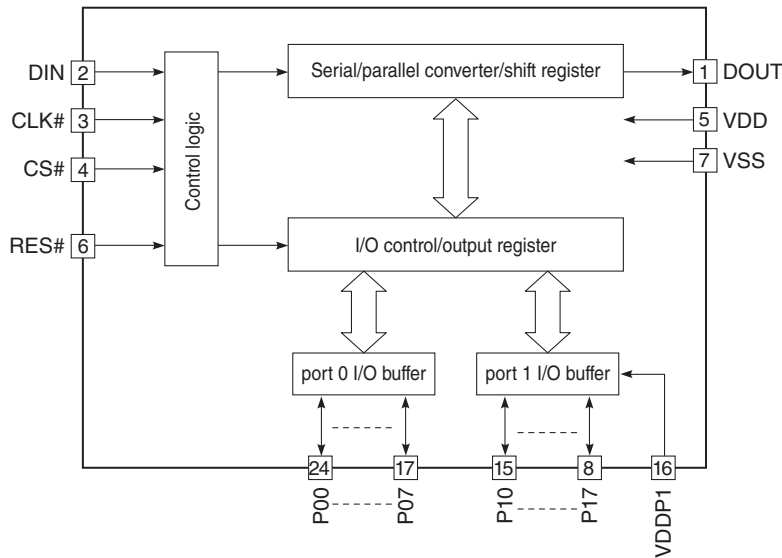 DIN 2
CLK# 3
CS# 4
RES# 6
Control logic
Serial/parallel converter/shift register
1 DOUT
5 VDD
7 VSS
I/O control/output register
port 0 I/O buffer
port 1 I/O buffer
24 17 15 8 16
P00 P07 P10 P17 VDDP1